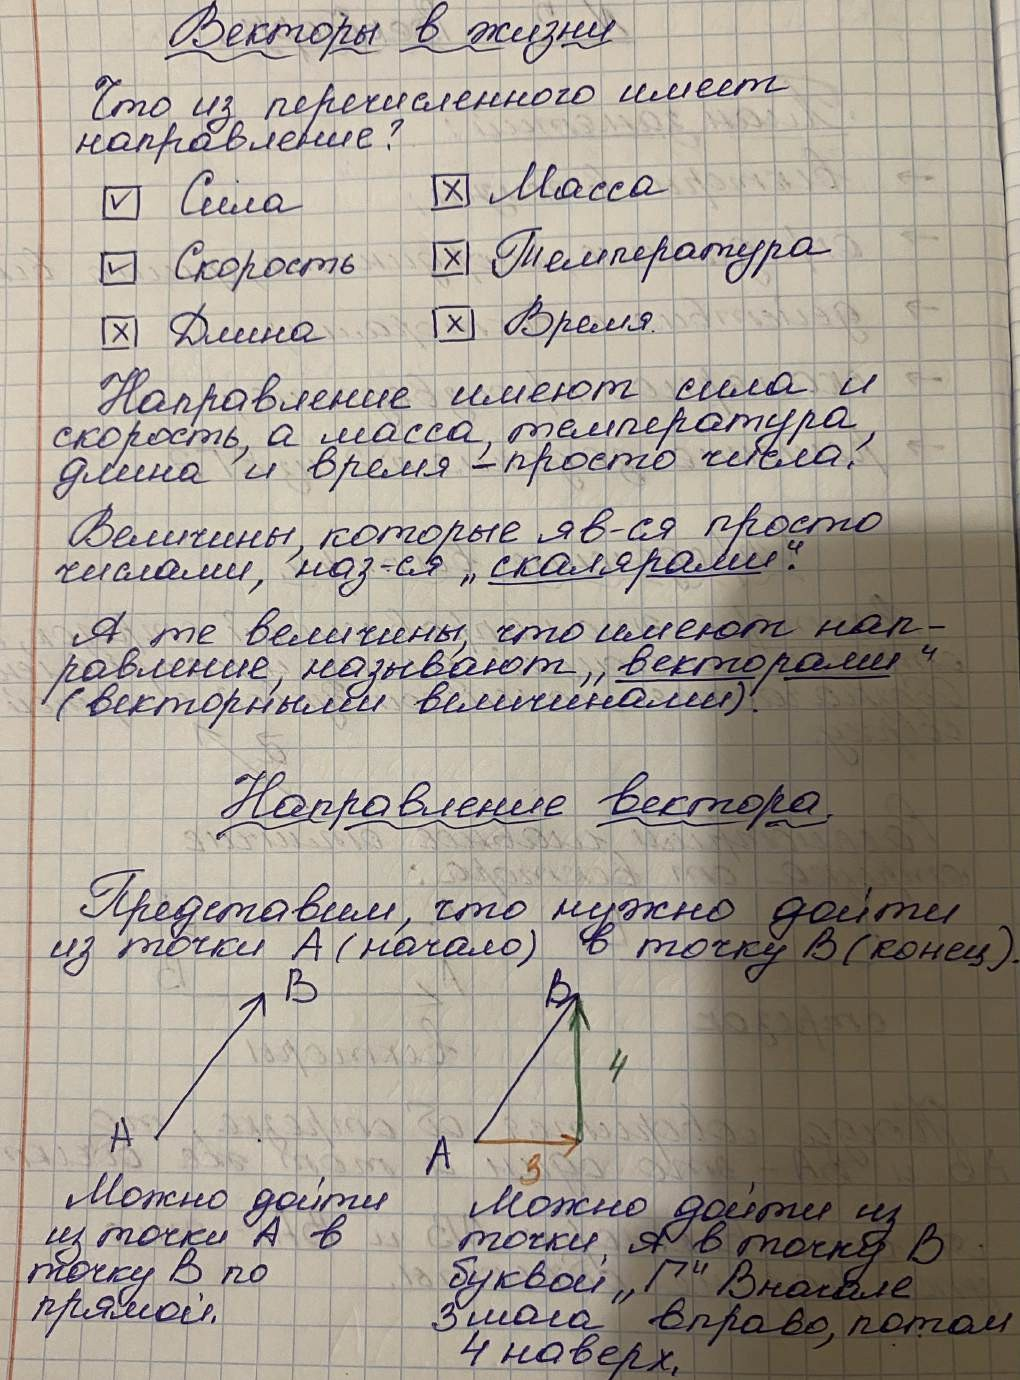 Векторы в жизни
Что из перечисленного имеет
направление?
Сила Масса
Скорость Температура
Длина Время.
Направление имеют сила и
скорость, а масса, температура,
длина и время – просто числа.
Величины, которые яв-ся просто
числами, наз-ся „скалярами“.
А те величины, что имеют нап-
равление, называют „векторами“
(векторными величинами).
Направление вектора.
Представим, что нужно дойти
из точки А (начало) в точку В (конец).
В
А
В
4
А
3
Можно дойти
из точки А в
точку В по
прямой.
Можно дойти из
точки А в точку В
буквой „Г“ Вначале
3 шага вправо, потом
4 наверх.